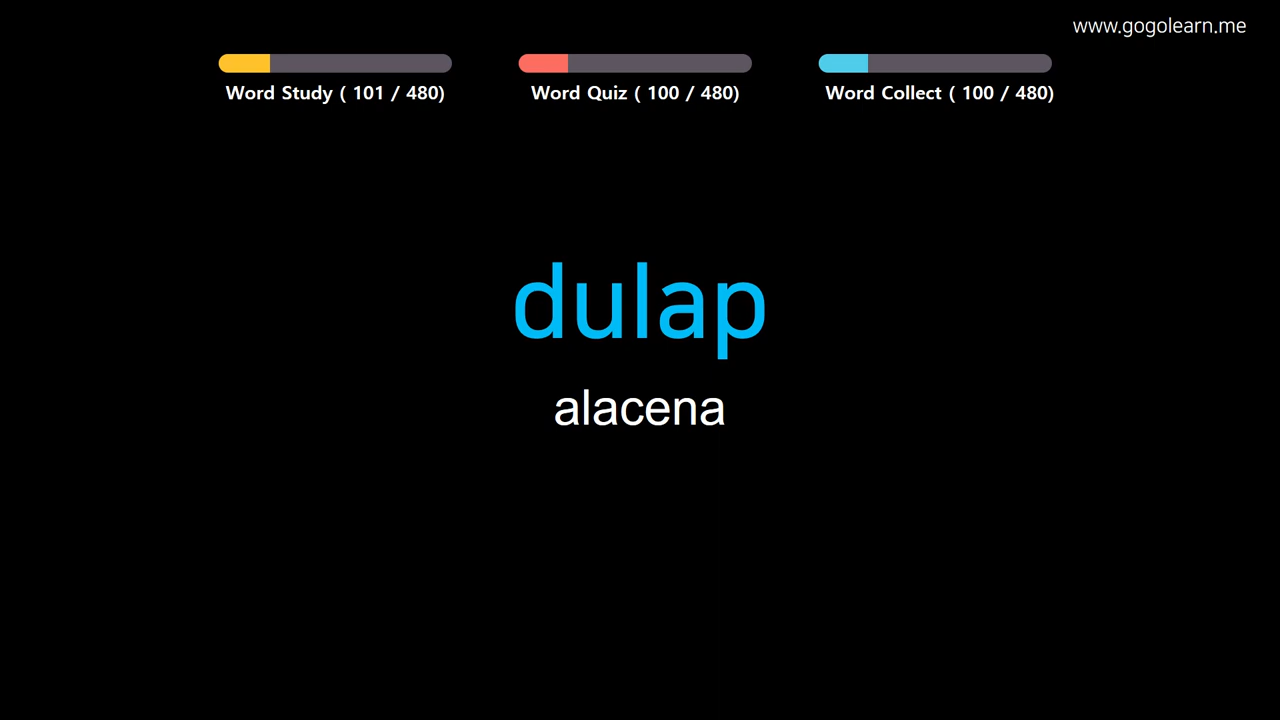 www.gogolearn.me
Word Study ( 101 / 480)
Word Quiz ( 100 / 480)
Word Collect ( 100 / 480)
dulap
alacena